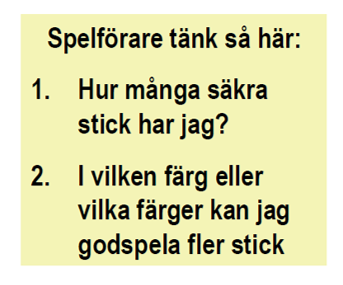 Spelförare tänk så här:
1. Hur många säkra
stick har jag?
2. I vilken färg eller
vilka färger kan jag
godspela fler stick